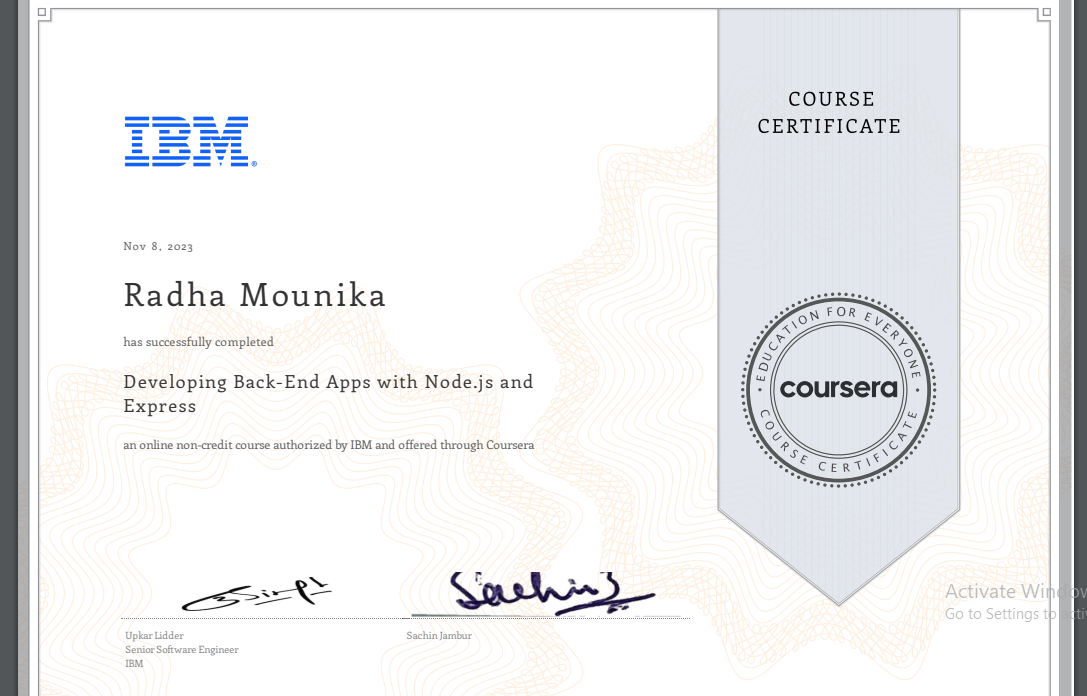 COURSE
CERTIFICATE
IBM®
Nov 8, 2023
Radha Mounika
has successfully completed
Developing Back-End Apps with Node.js and
Express
an online non-credit course authorized by IBM and offered through Coursera
EDUCATION FOR EVERYONE
coursera
COURSE CERTIFICATE
Sachin
Upkar Lidder
Senior Software Engineer
IBM
Sachin Jambur
Activate Window
Go to Settings to activ